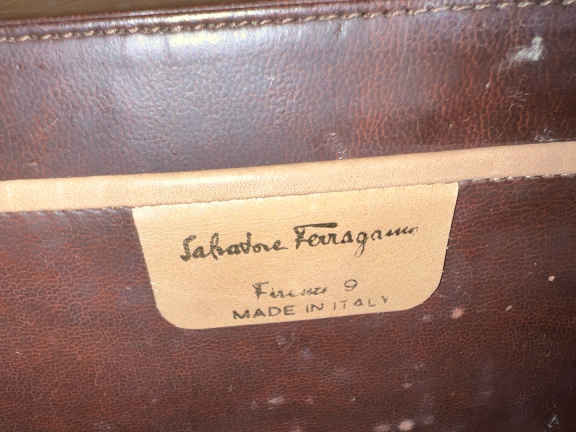 Salvatore Ferragamo
Firenze 9
MADE IN ITALY